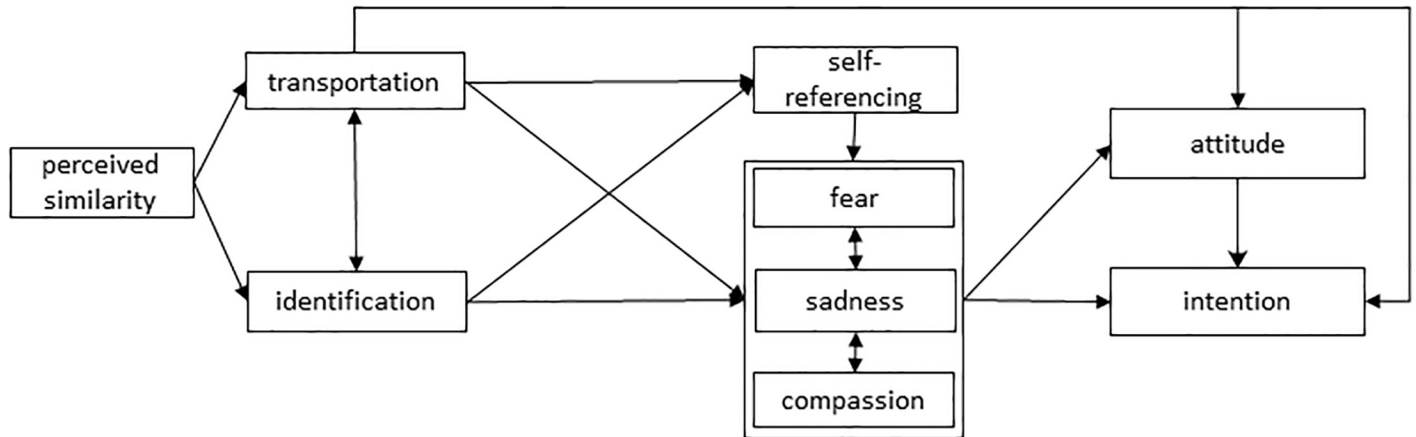 perceived
similarity
transportation
identification
self-
referencing
fear
sadness
compassion
attitude
intention